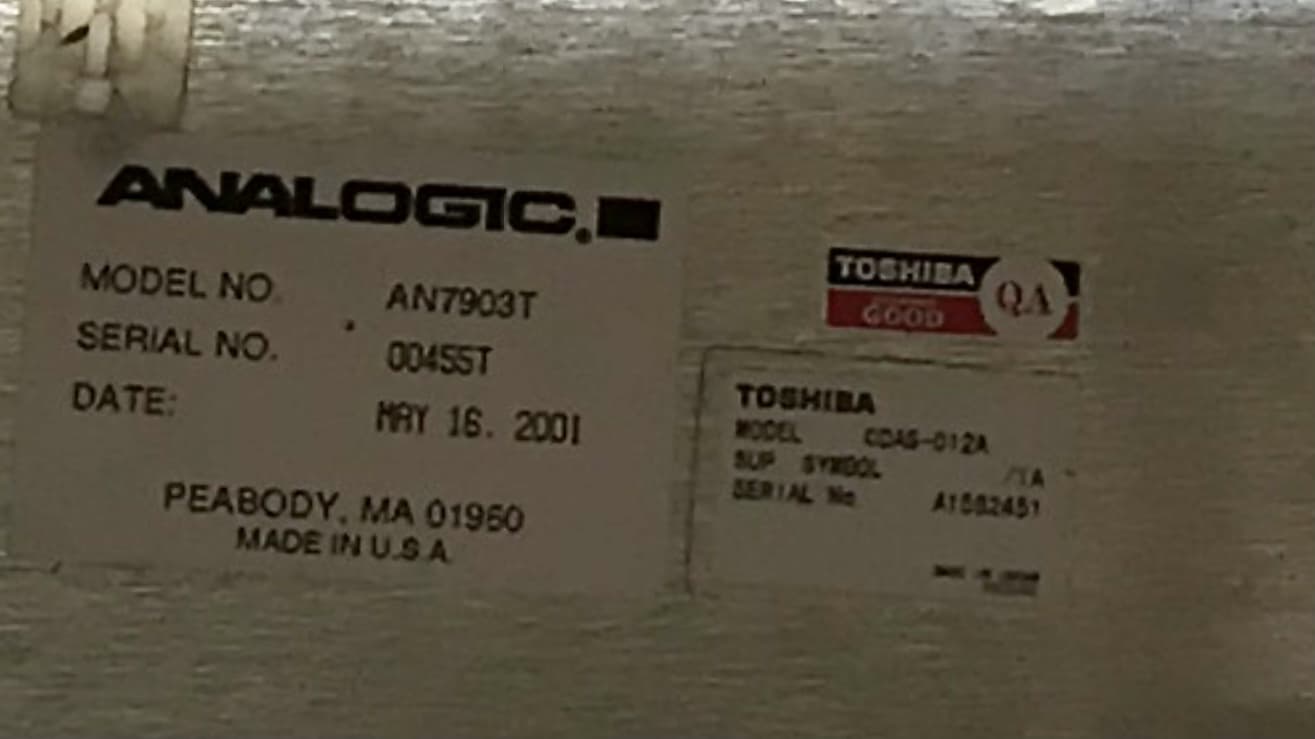 ANALOGIC.
MODEL NO. AN7903T
SERIAL NO. 00455T
DATE: MAY 16. 2001
PEABODY, MA 01960
MADE IN U.S.A.
TOSHIBA
GOOD
QA
TOSHIBA
MODEL CDAS-012A
SUP SYMBOL /1A
SERIAL No